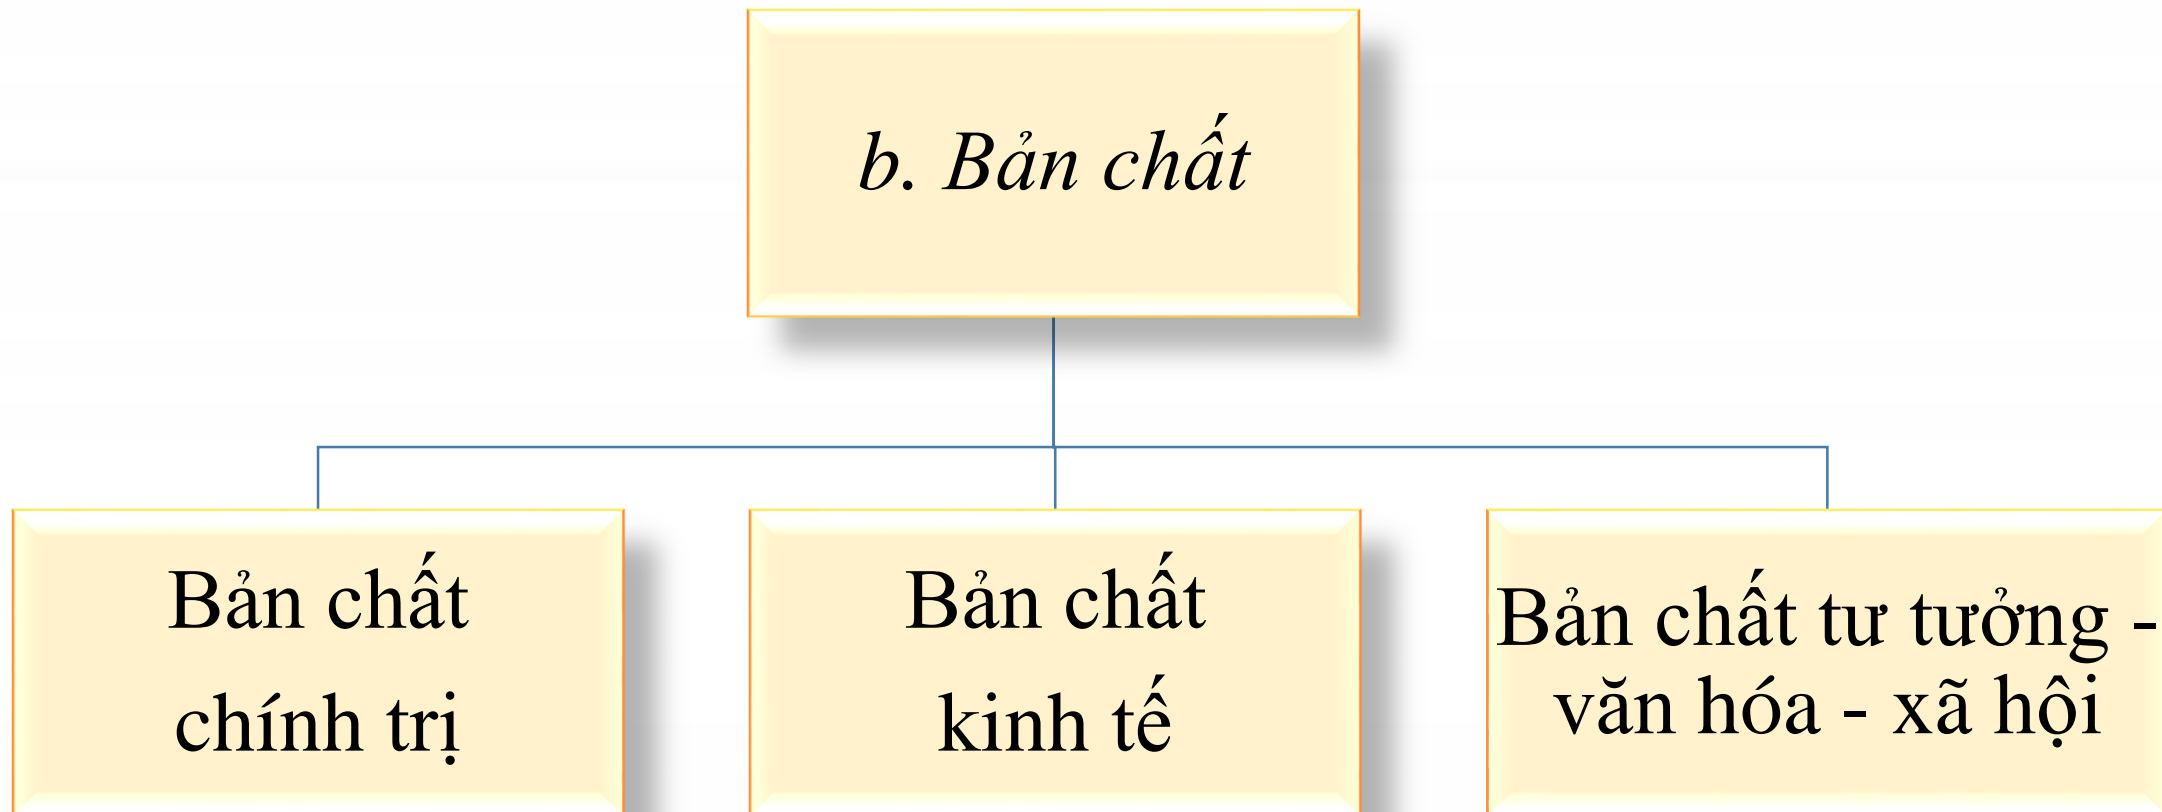 b. Bản chất
Bản chất
chính trị
Bản chất
kinh tế
Bản chất tư tưởng -
văn hóa - xã hội